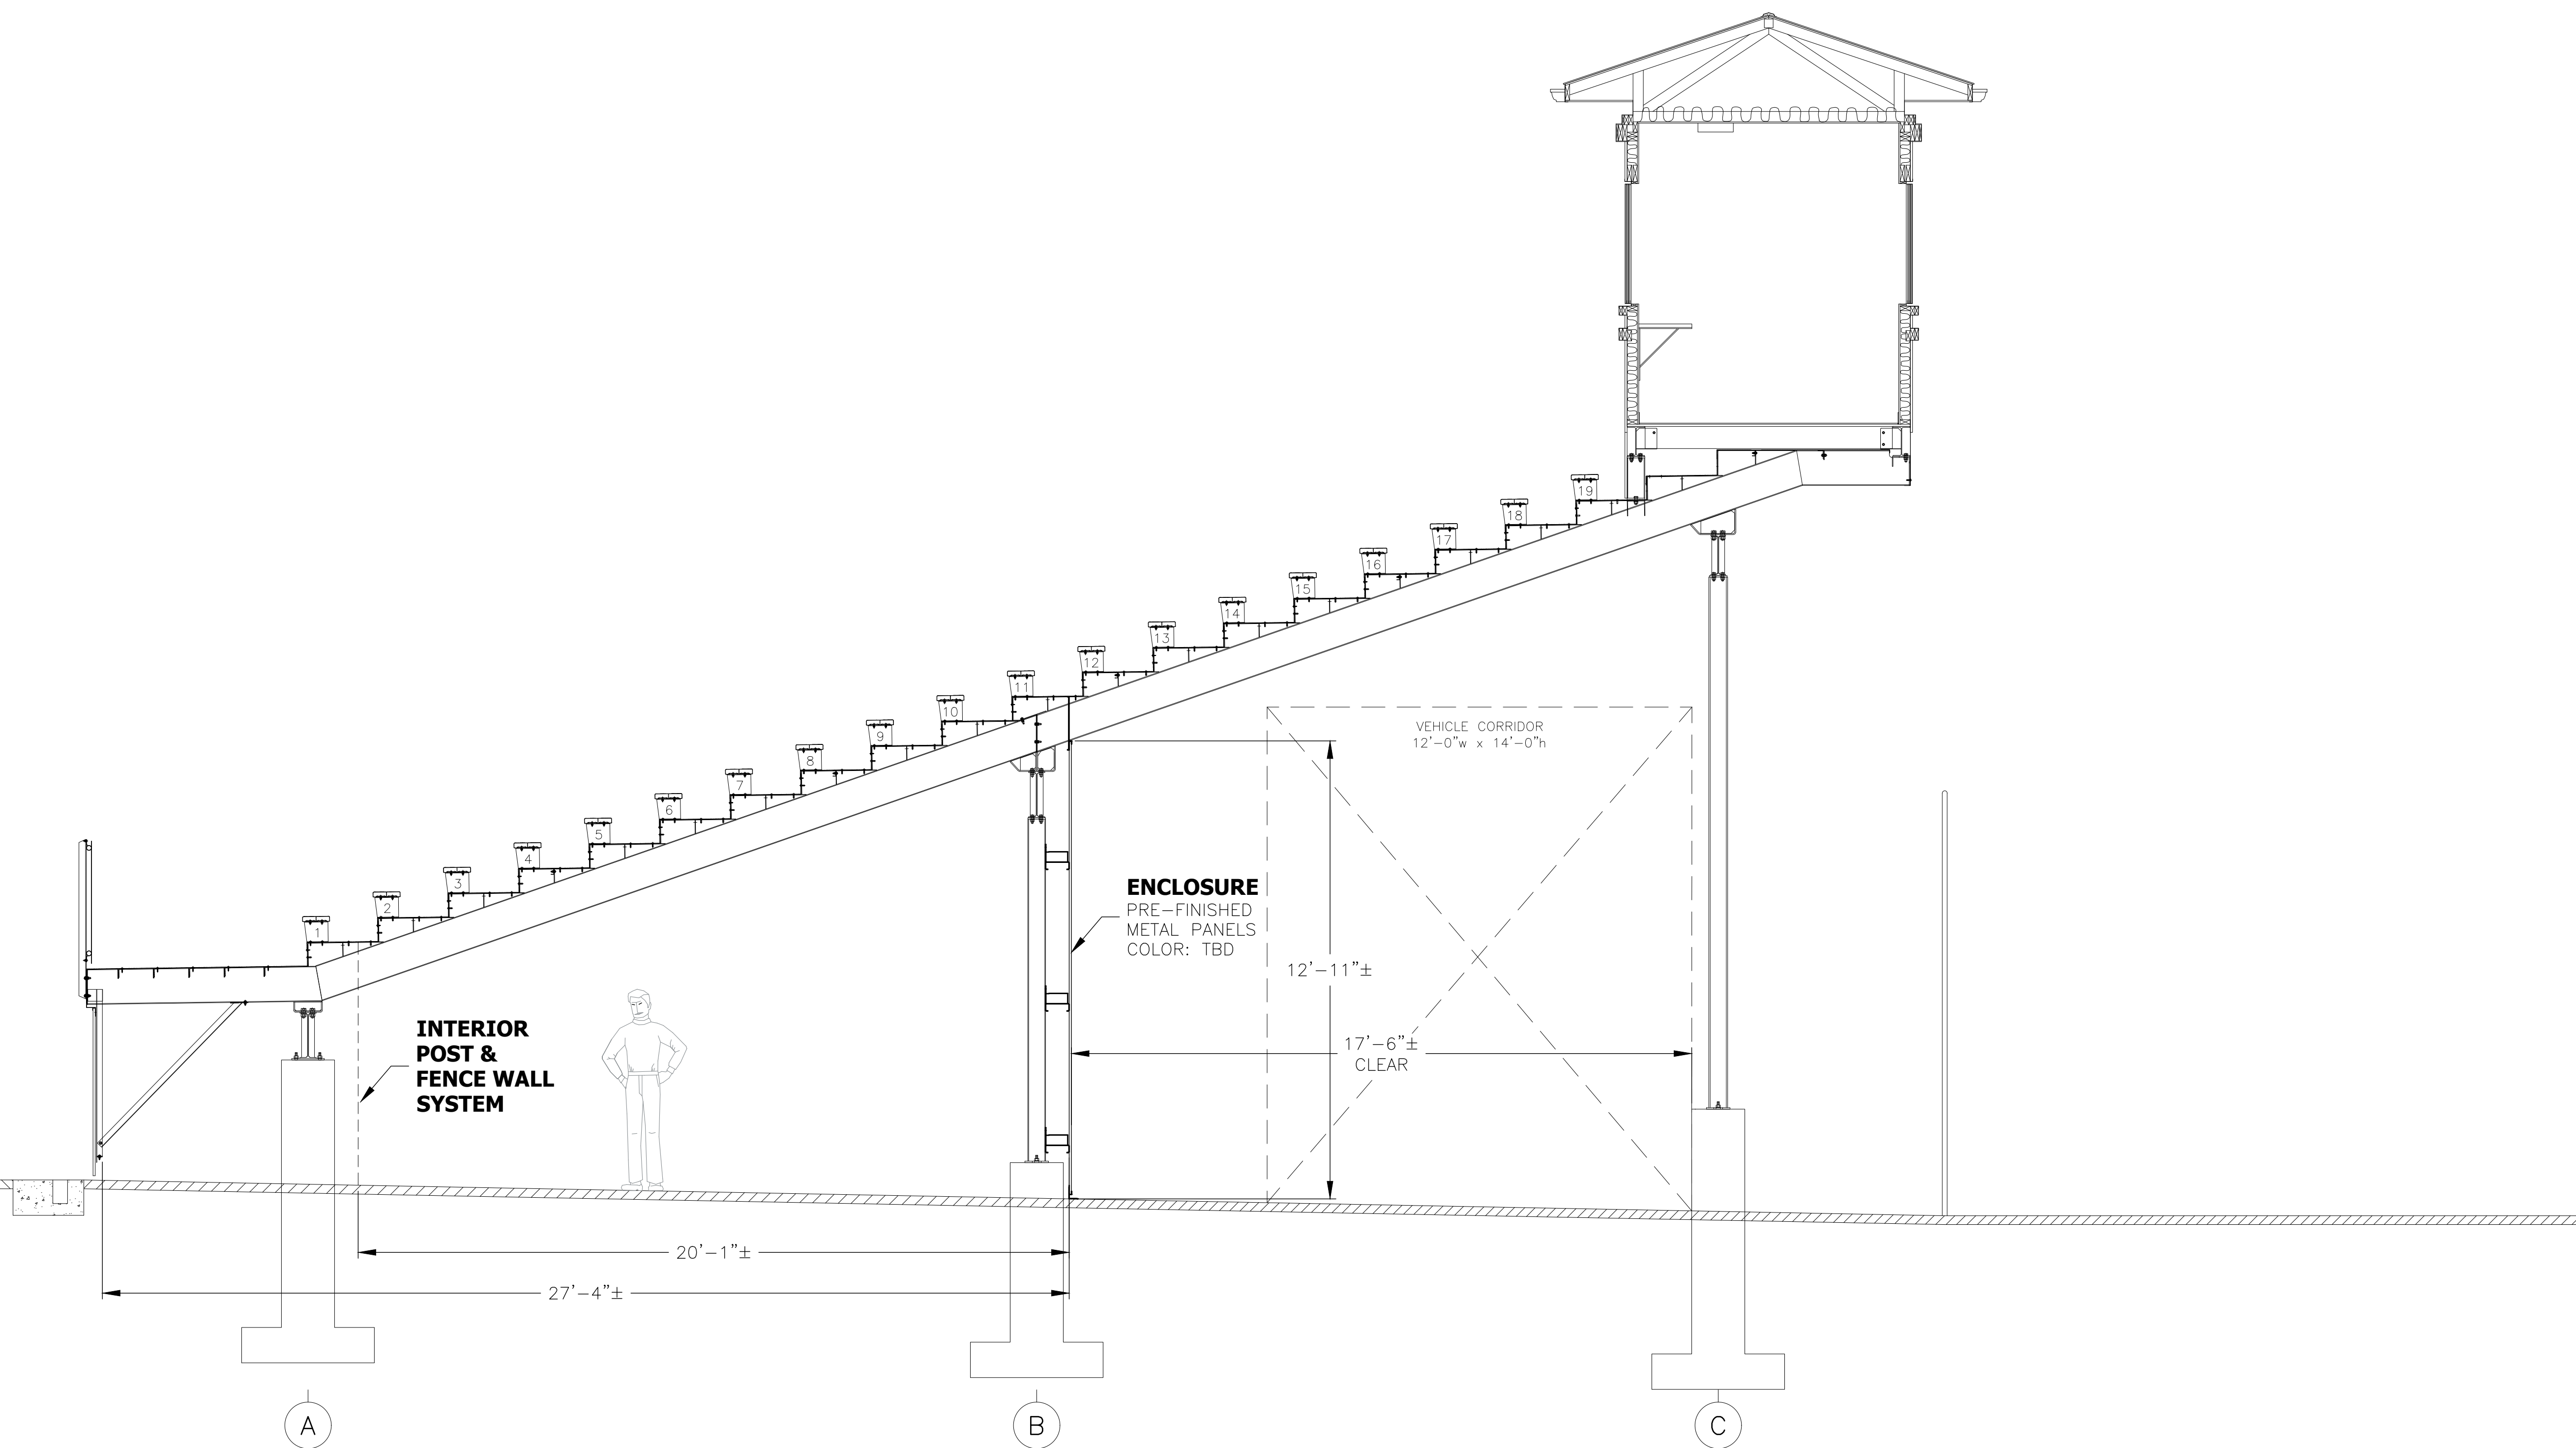 19
18
17
16
15
14
13
12
11
10
9
8
7
6
5
4
3
2
1
VEHICLE CORRIDOR
12'-0"w x 14'-0"h
ENCLOSURE
PRE-FINISHED
METAL PANELS
COLOR: TBD
12'-11"±
17'-6"±
CLEAR
INTERIOR
POST &
FENCE WALL
SYSTEM
20'-1"±
27'-4"±
A
B
C